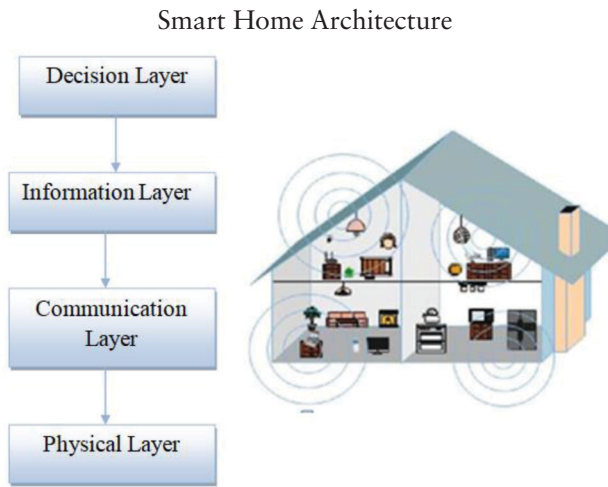 Smart Home Architecture
Decision Layer
Information Layer
Communication
Layer
Physical Layer